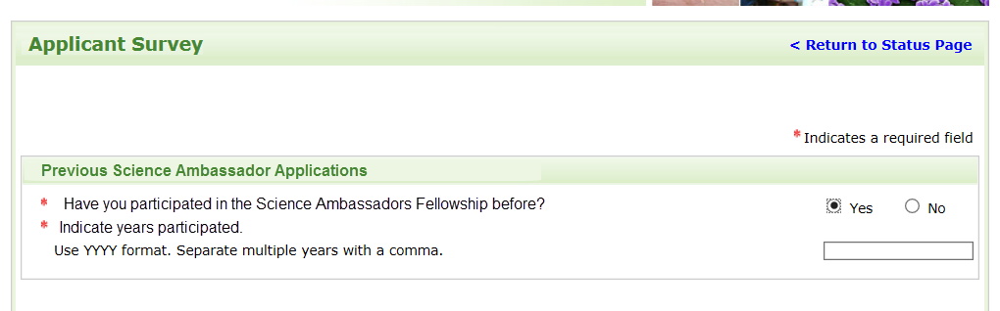 Applicant Survey
< Return to Status Page
* Indicates a required field
Previous Science Ambassador Applications
* Have you participated in the Science Ambassadors Fellowship before?
Yes No
* Indicate years participated.
Use YYYY format. Separate multiple years with a comma.